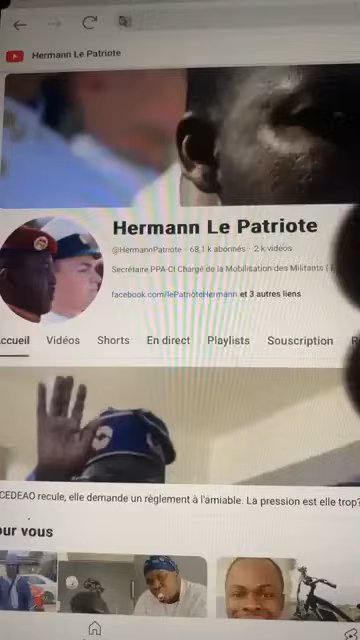 Hermann Le Patriote
Hermann Le Patriote
@HermannPatriote · 68,1 k abonnés · 2 k vidéos
Secrétaire PPA-CI Chargé de la Mobilisation des Militants (
facebook.com/lePatrioteHermann et 3 autres liens
ccueil Vidéos Shorts En direct Playlists Souscription
CEDEAO recule, elle demande un règlement à l'amiable. La pression est elle trop?
our vous